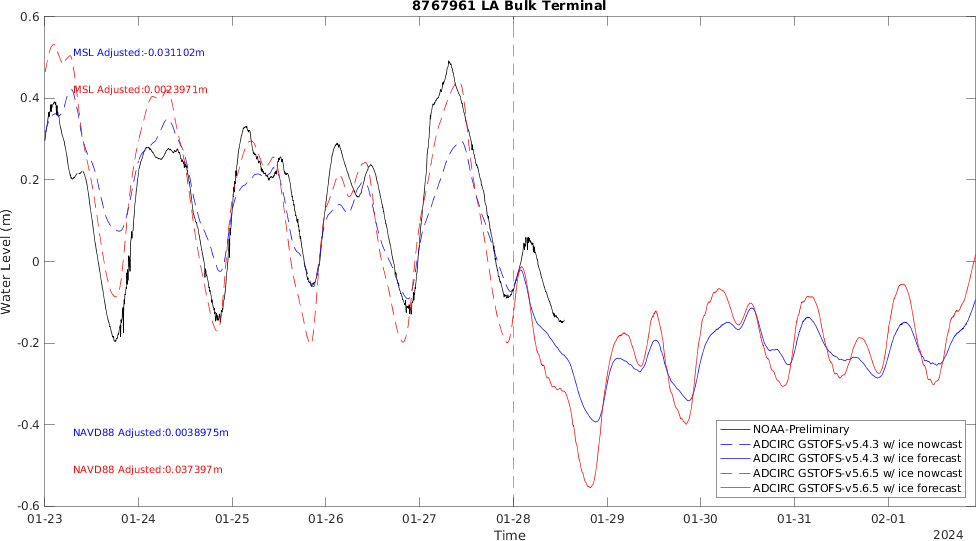 8767961 LA Bulk Terminal
0.6
MSL Adjusted:-0.031102m
MSL Adjusted:0.0023971m
0.4
0.2
0
-0.2
-0.4
-0.6
Water Level (m)
NAVD88 Adjusted:0.0038975m
NAVD88 Adjusted:0.037397m
NOAA-Preliminary
ADCIRC GSTOFS-v5.4.3 w/ ice nowcast
ADCIRC GSTOFS-v5.4.3 w/ ice forecast
ADCIRC GSTOFS-v5.6.5 w/ ice nowcast
ADCIRC GSTOFS-v5.6.5 w/ ice forecast
01-23 01-24 01-25 01-26 01-27 01-28 01-29 01-30 01-31 02-01
Time
2024